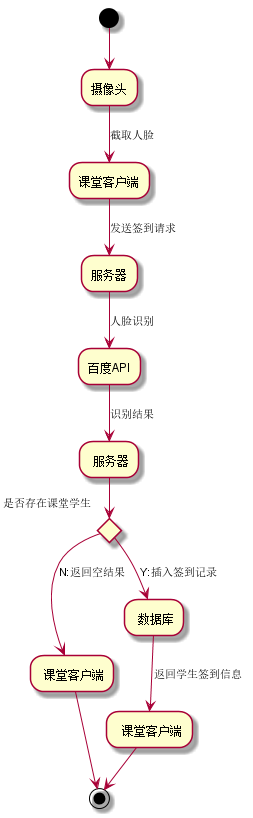 摄像头
截取人脸
课堂客户端
发送签到请求
服务器
人脸识别
百度API
识别结果
服务器
是否存在课堂学生
N:返回空结果
Y:插入签到记录
数据库
课堂客户端
返回学生签到信息
课堂客户端